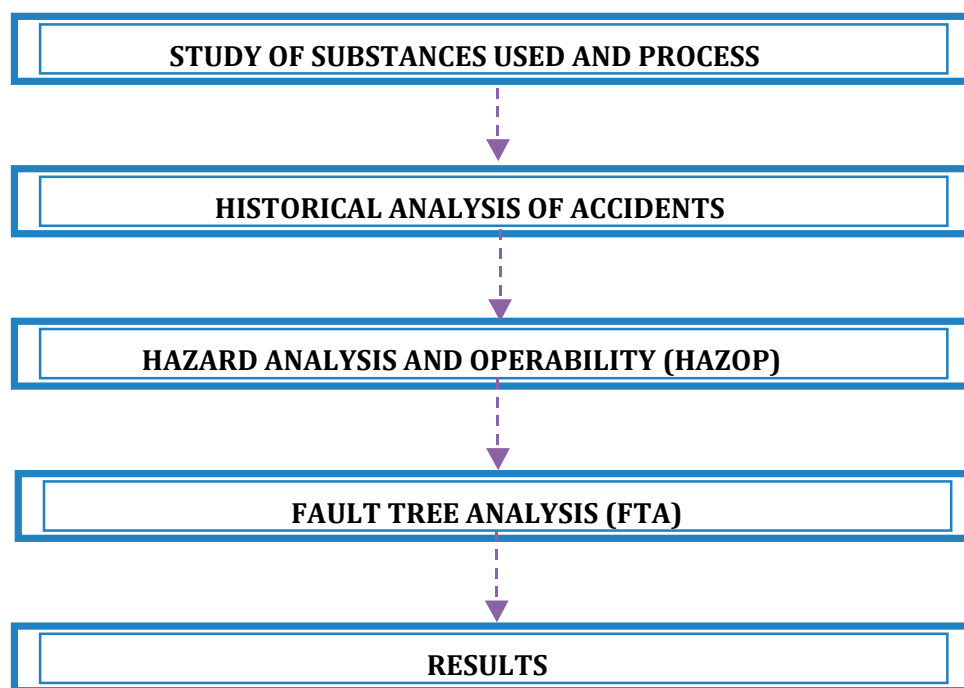 STUDY OF SUBSTANCES USED AND PROCESS
HISTORICAL ANALYSIS OF ACCIDENTS
HAZARD ANALYSIS AND OPERABILITY (HAZOP)
FAULT TREE ANALYSIS (FTA)
RESULTS